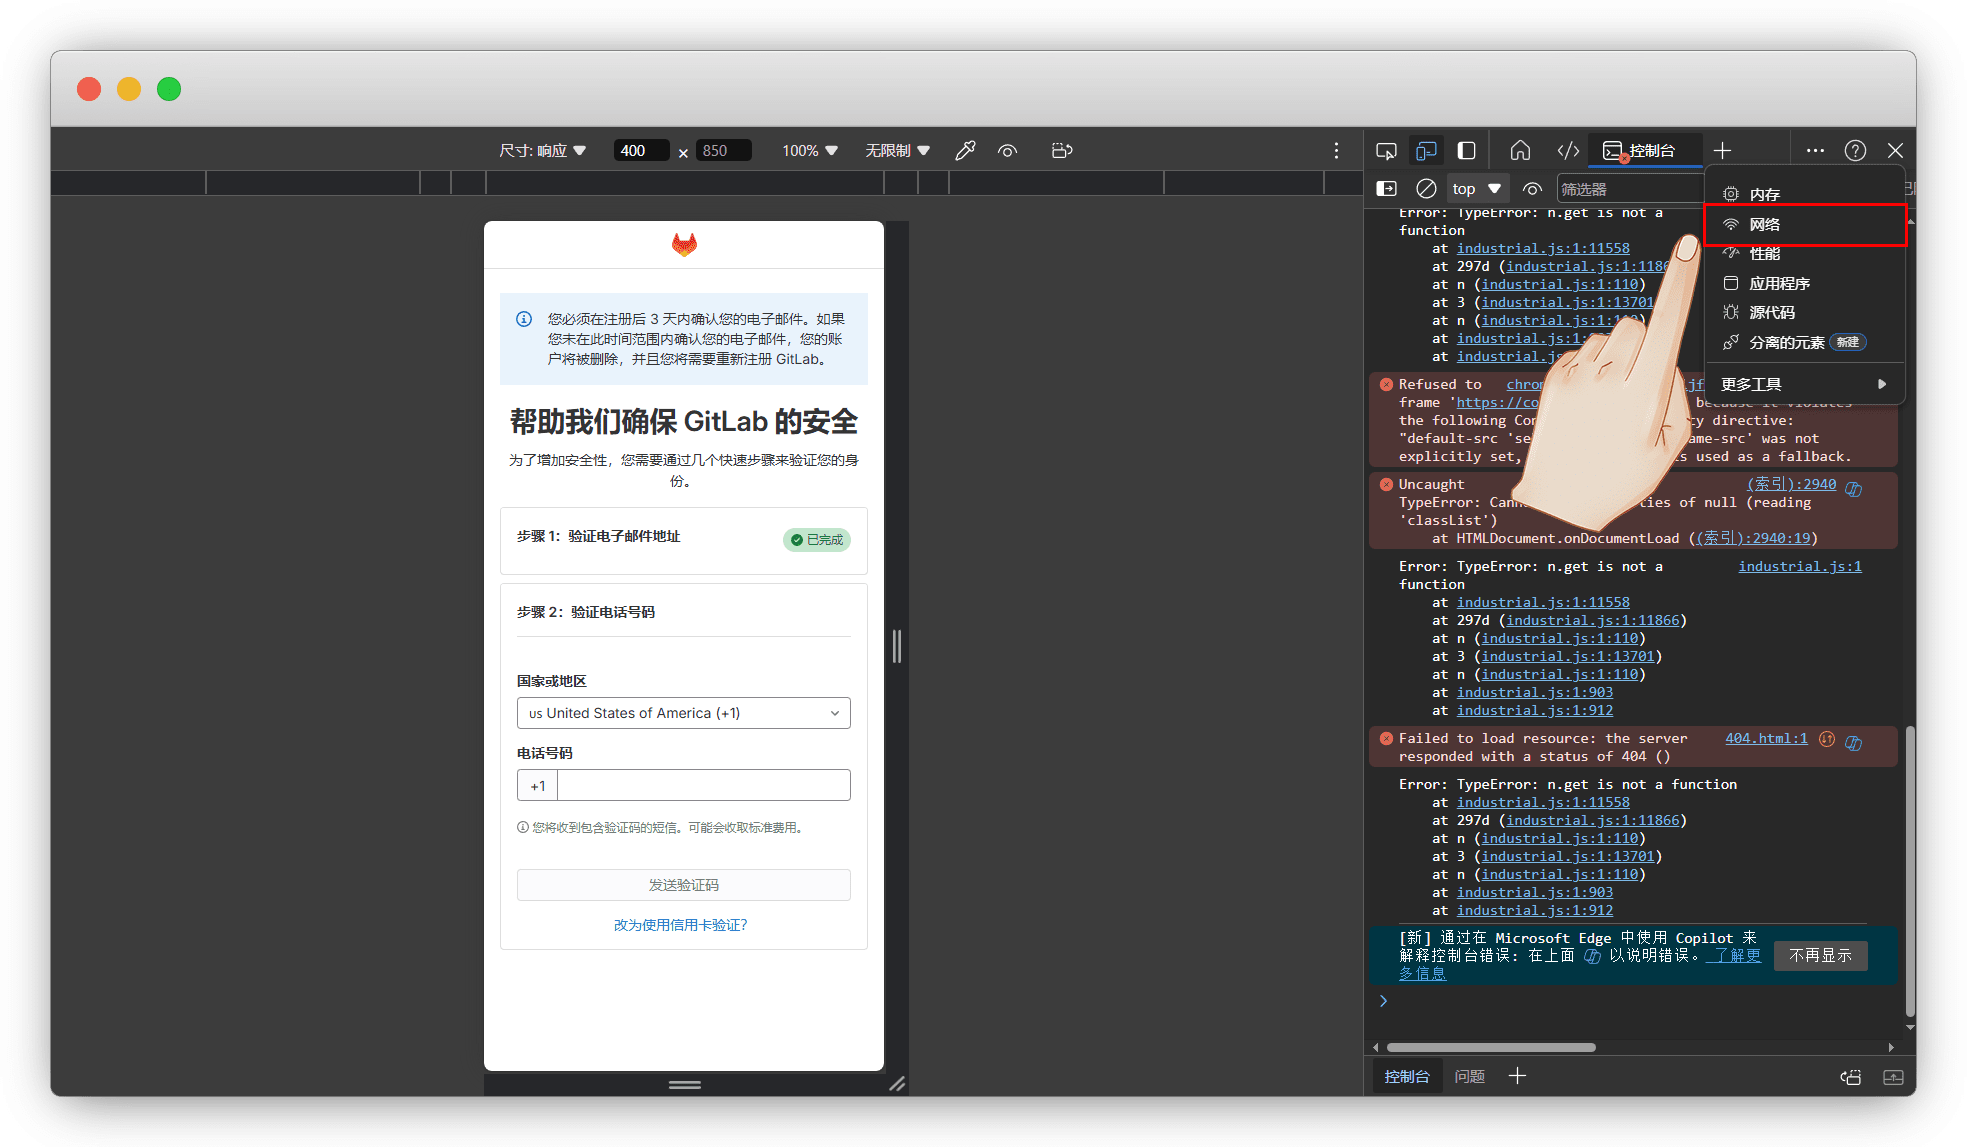 尺寸: 响应
400
×
850
100%
无限制
控制台
top
筛选器
内存
网络
性能
应用程序
源代码
分离的元素 新建
更多工具
您必须在注册后 3 天内确认您的电子邮件。如果
您未在此时间范围内确认您的电子邮件，您的账
户将被删除，并且您将需要重新注册 GitLab。
帮助我们确保 GitLab 的安全
为了增加安全性，您需要通过几个快速步骤来验证您的身
份。
步骤 1：验证电子邮件地址
已完成
步骤 2：验证电话号码
国家或地区
US United States of America (+1)
电话号码
+1
您将收到包含验证码的短信。可能会收取标准费用。
发送验证码
改为使用信用卡验证?
Error: TypeError: n.get is not a
function
at industrial.js:1:11558
at 297d (industrial.js:1:1186
at n (industrial.js:1:110)
at 3 (industrial.js:1:13701
at n (industrial.js:1:
at industrial.js:1:
at industrial.js
Refused to
frame 'https://co because it violates
the following Con ty directive:
"default-src 'se ame-src' was not
explicitly set, s used as a fallback.
Uncaught (索引):2940
TypeError: Cann ties of null (reading
'classList')
at HTMLDocument.onDocumentLoad ((索引):2940:19)
Error: TypeError: n.get is not a industrial.js:1
function
at industrial.js:1:11558
at 297d (industrial.js:1:11866)
at n (industrial.js:1:110)
at 3 (industrial.js:1:13701)
at n (industrial.js:1:110)
at industrial.js:1:903
at industrial.js:1:912
Failed to load resource: the server 404.html:1
responded with a status of 404 ()
Error: TypeError: n.get is not a function
at industrial.js:1:11558
at 297d (industrial.js:1:11866)
at n (industrial.js:1:110)
at 3 (industrial.js:1:13701)
at n (industrial.js:1:110)
at industrial.js:1:903
at industrial.js:1:912
[新] 通过在 Microsoft Edge 中使用 Copilot 来
解释控制台错误: 在上面 以说明错误。 了解更
多信息
不再显示
控制台
问题